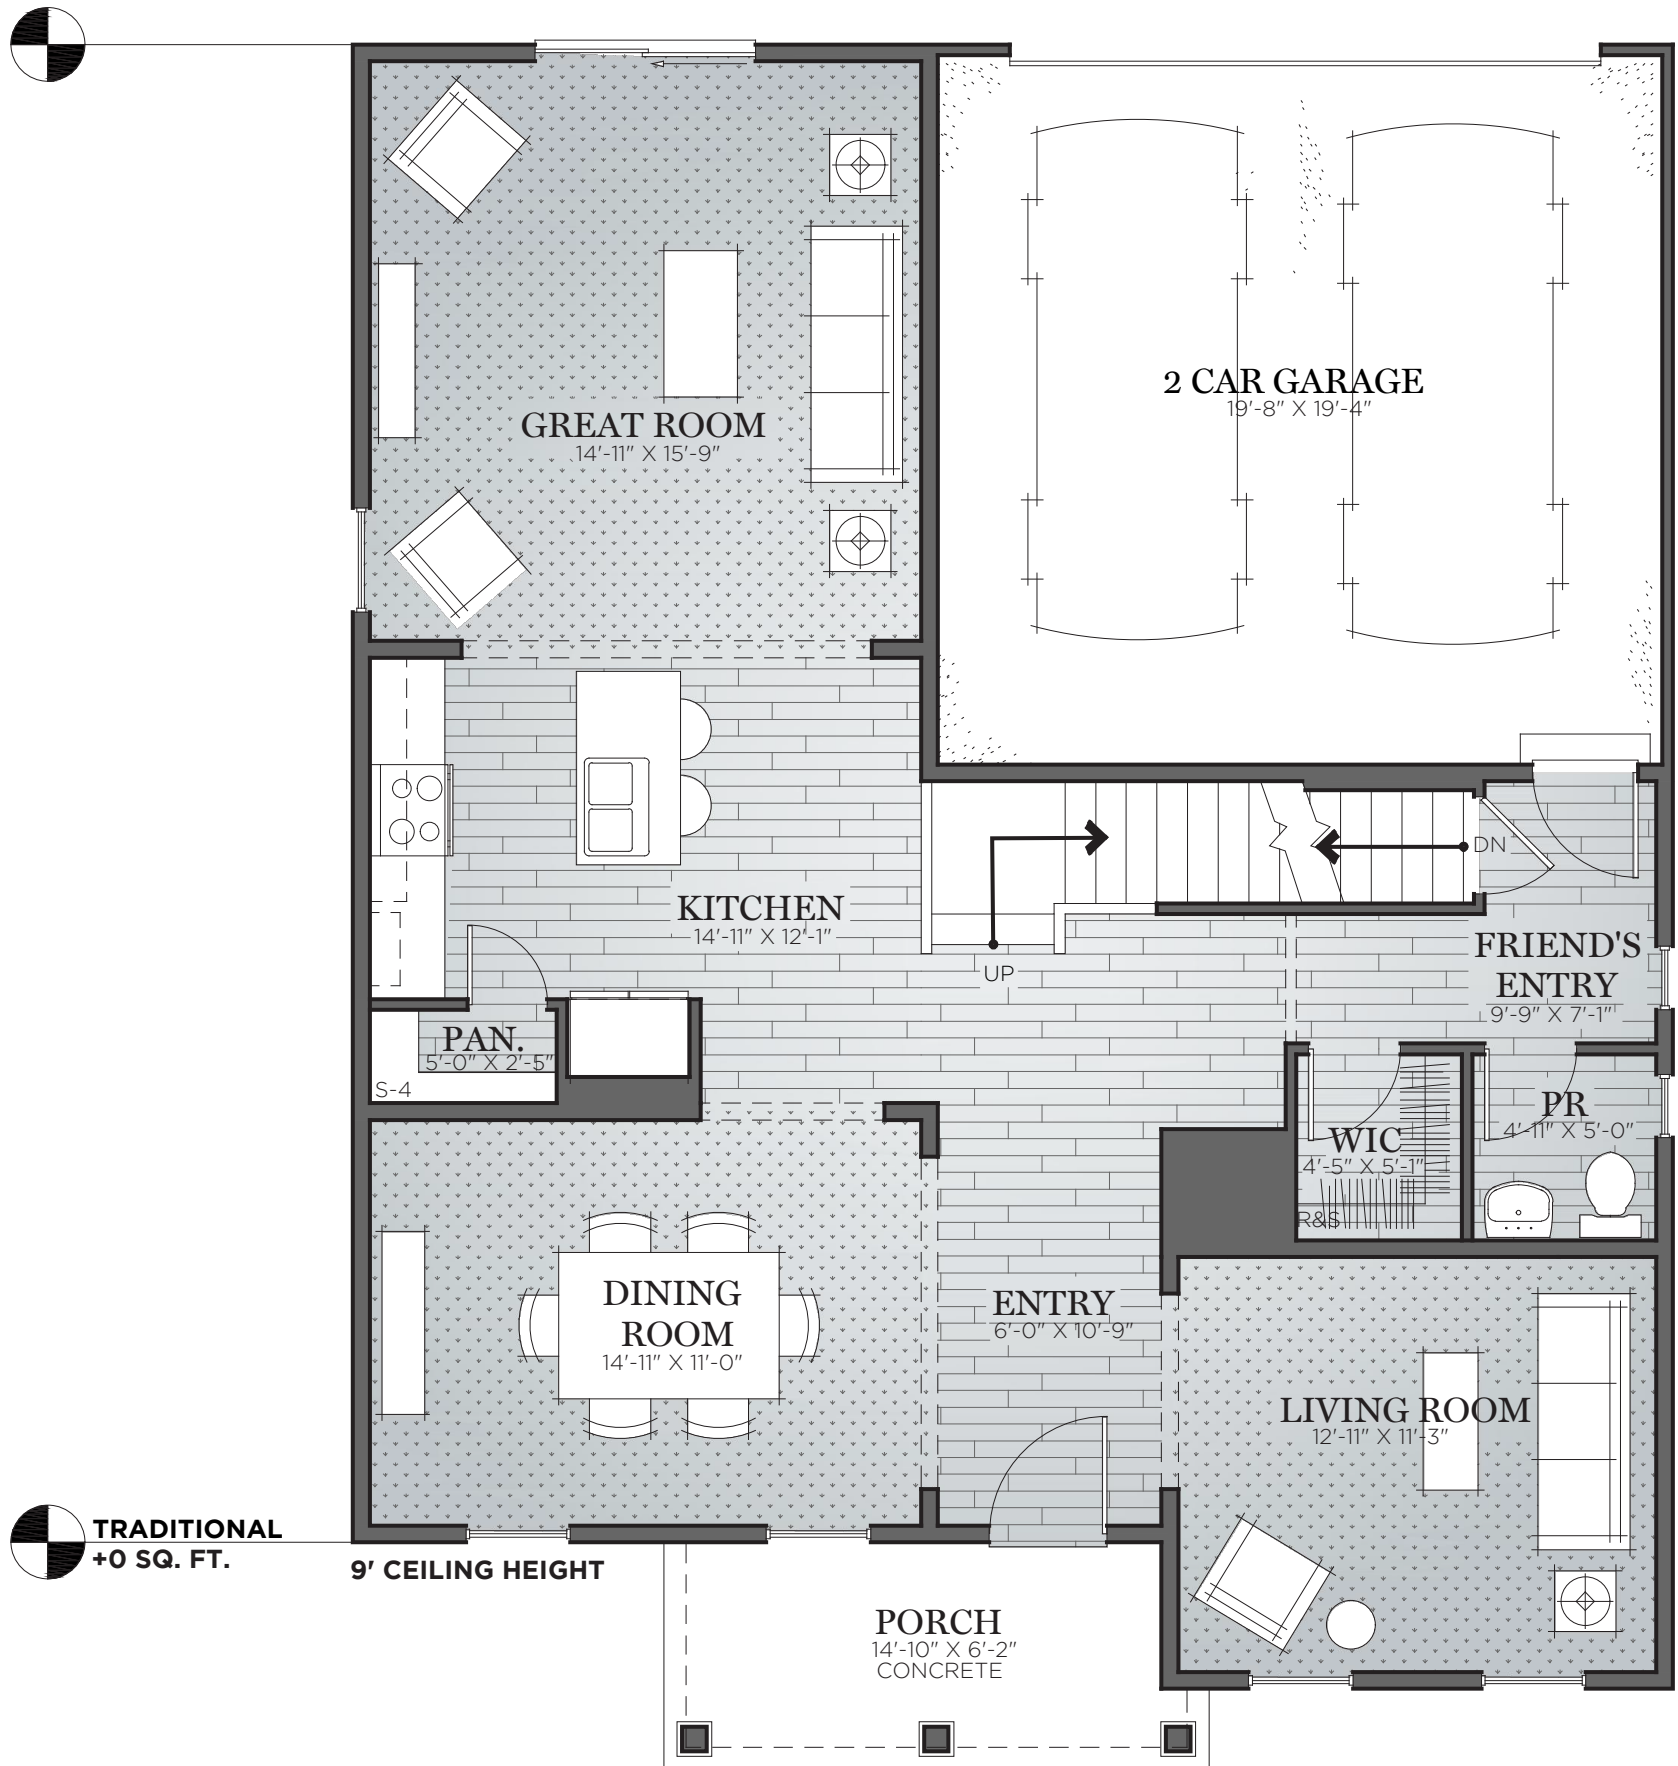 GREAT ROOM
14'-11" X 15'-9"
2 CAR GARAGE
19'-8" X 19'-4"
KITCHEN
14'-11" X 12'-1"
DN
UP
FRIEND'S
ENTRY
9'-9" X 7'-1"
PAN.
5'-0" X 2'-5"
S-4
WIC
4'-5" X 5'-1"
R&S
PR
4'-11" X 5'-0"
DINING
ROOM
14'-11" X 11'-0"
ENTRY
6'-0" X 10'-9"
LIVING ROOM
12'-11" X 11'-3"
TRADITIONAL
+0 SQ. FT.
9' CEILING HEIGHT
PORCH
14'-10" X 6'-2"
CONCRETE